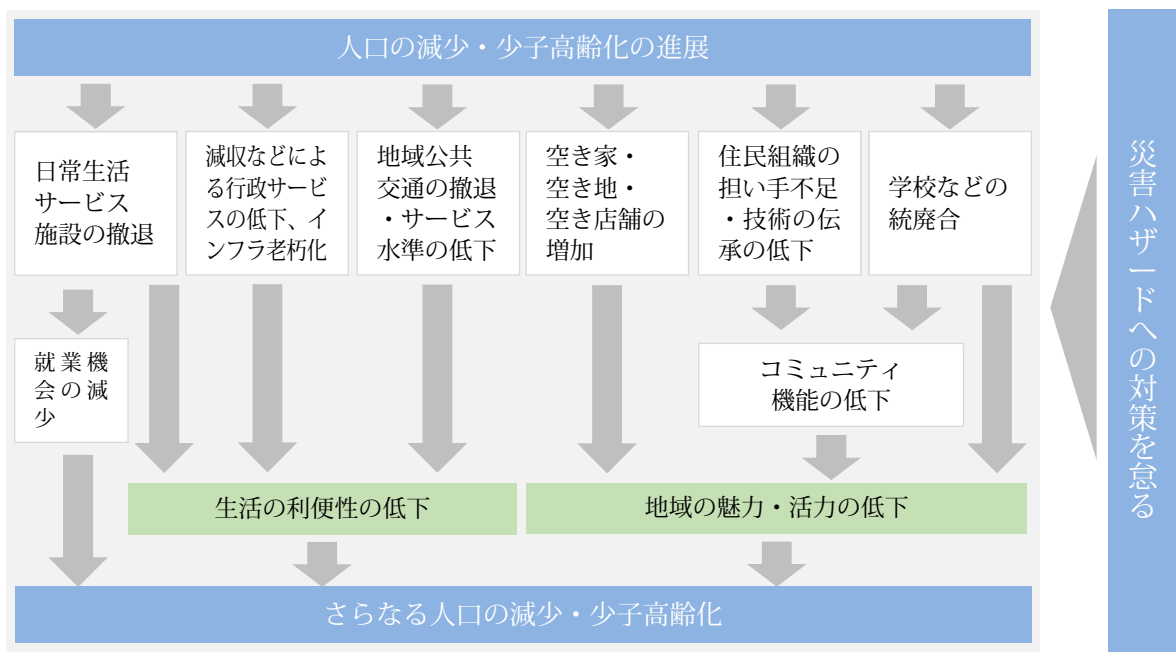 人口の減少・少子高齢化の進展
日常生活
サービス
施設の撤退
減収などによ
る行政サービ
スの低下、イ
ンフラ老朽化
地域公共
交通の撤退
・サービス
水準の低下
空き家・
空き地・
空き店舗の
増加
住民組織の
担い手不足
・技術の伝
承の低下
学校などの
統廃合
就業機
会の減
少
コミュニティ
機能の低下
生活の利便性の低下
地域の魅力・活力の低下
さらなる人口の減少・少子高齢化
災害ハザードへの対策を怠る